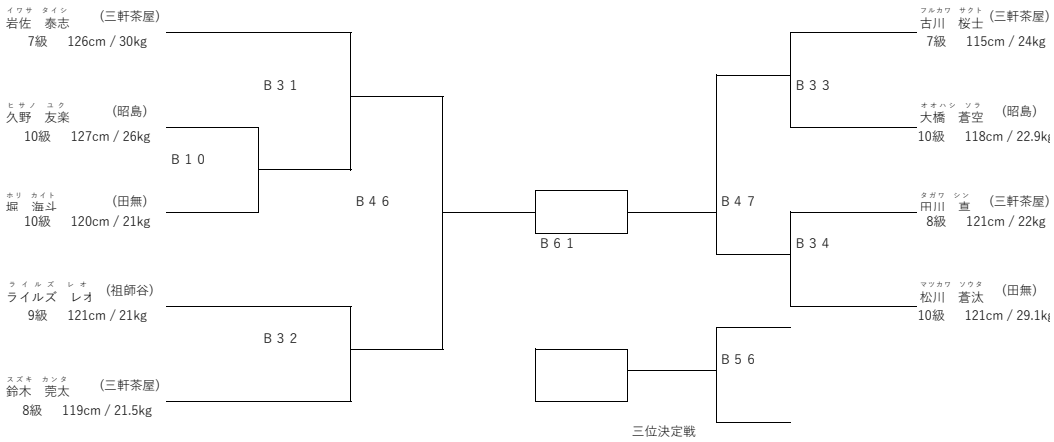 イワサ タイシ
岩佐 泰志 (三軒茶屋)
7級 126cm / 30kg
B31
ヒサノ ユク
久野 友楽 (昭島)
10級 127cm / 26kg
B10
ホリ カイト
堀 海斗 (田無)
10級 120cm / 21kg
B46
ライルズ レオ
ライルズ レオ (祖師谷)
9級 121cm / 21kg
B32
スズキ カンタ
鈴木 莞太 (三軒茶屋)
8級 119cm / 21.5kg
B61
フルカワ サクト
古川 桜士 (三軒茶屋)
7級 115cm / 24kg
B33
オオハシ ソラ
大橋 蒼空 (昭島)
10級 118cm / 22.9kg
B47
タガワ シン
田川 真 (三軒茶屋)
8級 121cm / 22kg
B34
マツカワ ソウタ
松川 蒼汰 (田無)
10級 121cm / 29.1kg
B56
三位決定戦